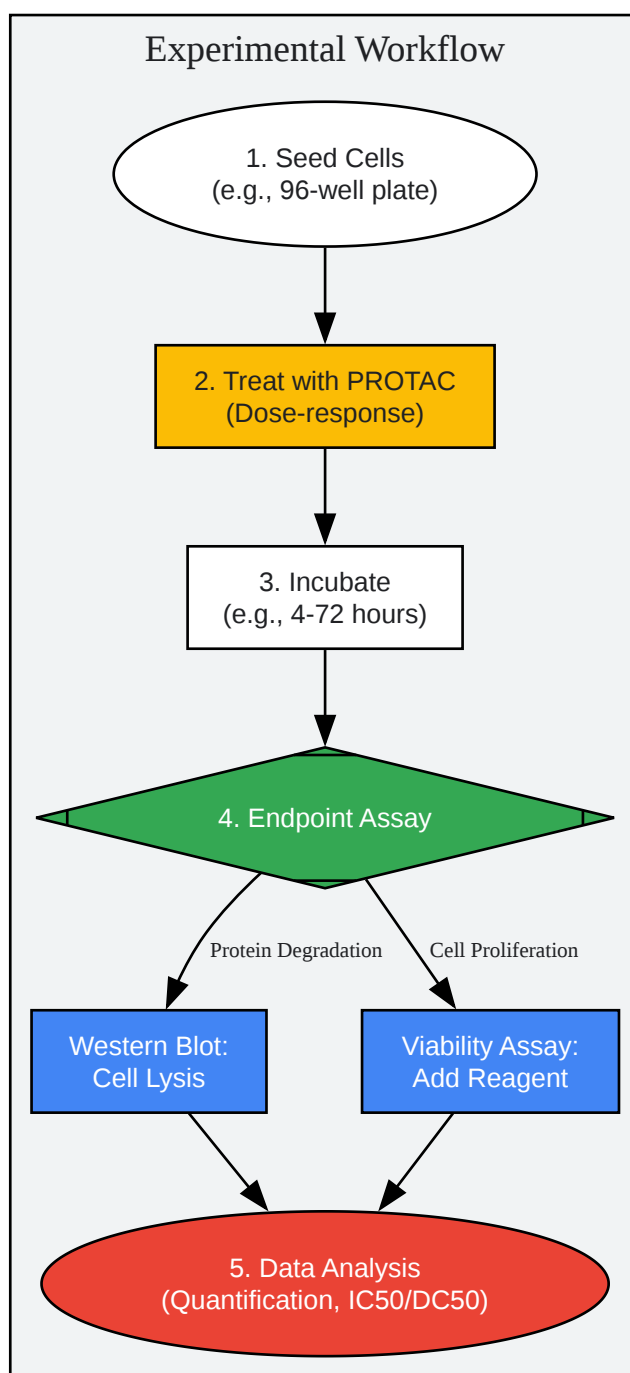 Experimental Workflow
1. Seed Cells
(e.g., 96-well plate)
2. Treat with PROTAC
(Dose-response)
3. Incubate
(e.g., 4-72 hours)
4. Endpoint Assay
Protein Degradation
Cell Proliferation
Western Blot:
Cell Lysis
Viability Assay:
Add Reagent
5. Data Analysis
(Quantification, IC50/DC50)